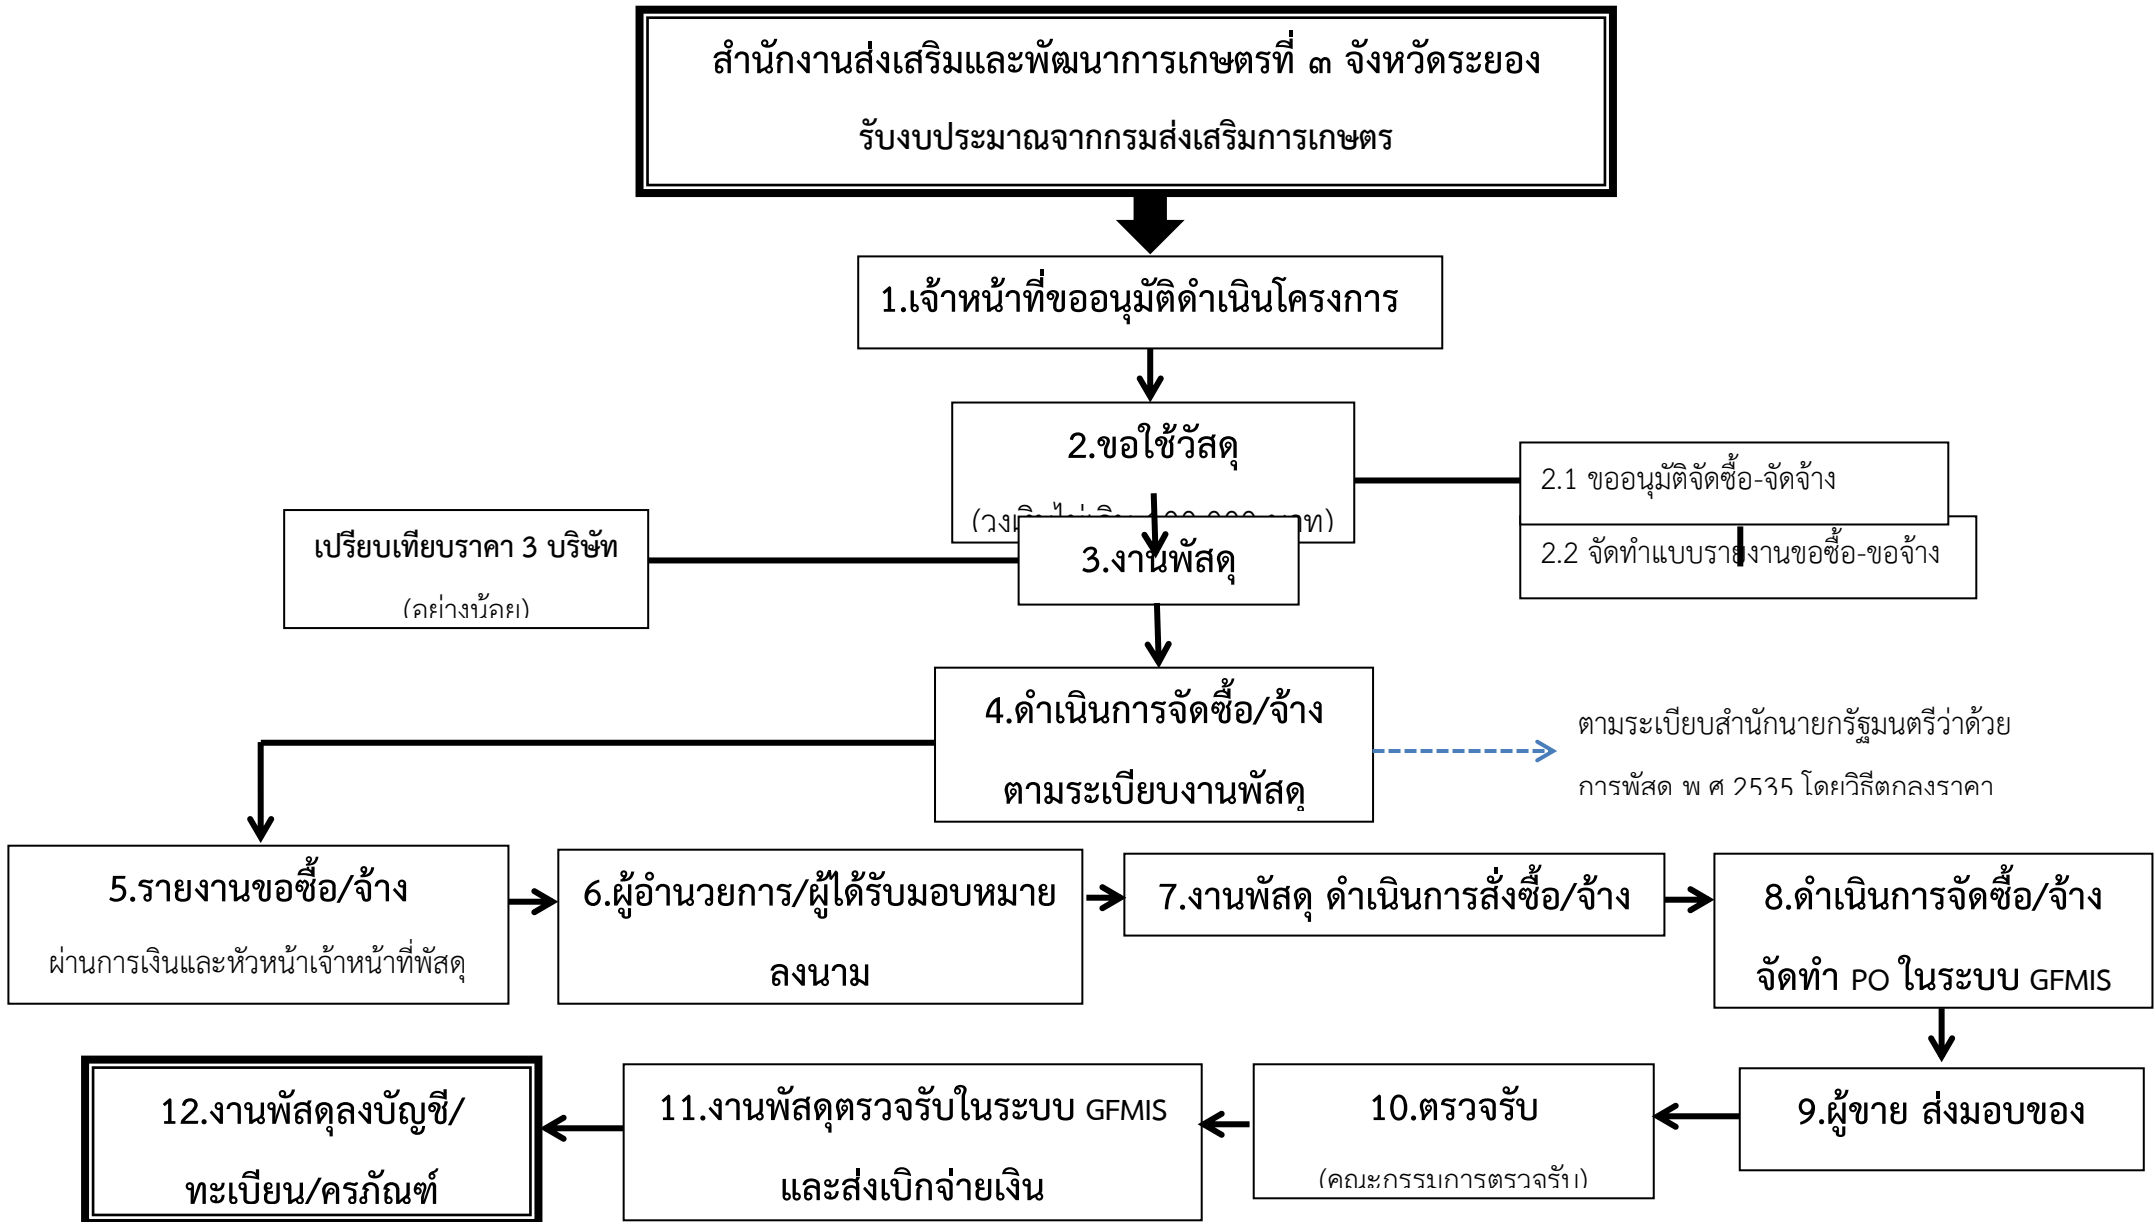 สำนักงานส่งเสริมและพัฒนาการเกษตรที่ ๓ จังหวัดระยอง
รับงบประมาณจากกรมส่งเสริมการเกษตร
1.เจ้าหน้าที่ขออนุมัติดำเนินโครงการ
2.ขอใช้วัสดุ
บาท)
2.1 ขออนุมัติจัดซื้อ-จัดจ้าง
2.2 จัดทำแบบรายงานขอซื้อ-ขอจ้าง
เปรียบเทียบราคา 3 บริษัท
(อย่างน้อย)
3.งานพัสดุ
4.ดำเนินการจัดซื้อ/จ้าง
ตามระเบียบงานพัสดุ
ตามระเบียบสำนักนายกรัฐมนตรีว่าด้วย
การพัสดุ พ.ศ.2535 โดยวิธีตกลงราคา
5.รายงานขอซื้อ/จ้าง
ผ่านการเงินและหัวหน้าเจ้าหน้าที่พัสดุ
6.ผู้อำนวยการ/ผู้ได้รับมอบหมาย
ลงนาม
7.งานพัสดุ ดำเนินการสั่งซื้อ/จ้าง
8.ดำเนินการจัดซื้อ/จ้าง
จัดทำ PO ในระบบ GFMIS
9.ผู้ขาย ส่งมอบของ
10.ตรวจรับ
(คณะกรรมการตรวจรับ)
11.งานพัสดุตรวจรับในระบบ GFMIS
และส่งเบิกจ่ายเงิน
12.งานพัสดุลงบัญชี/
ทะเบียน/ครุภัณฑ์